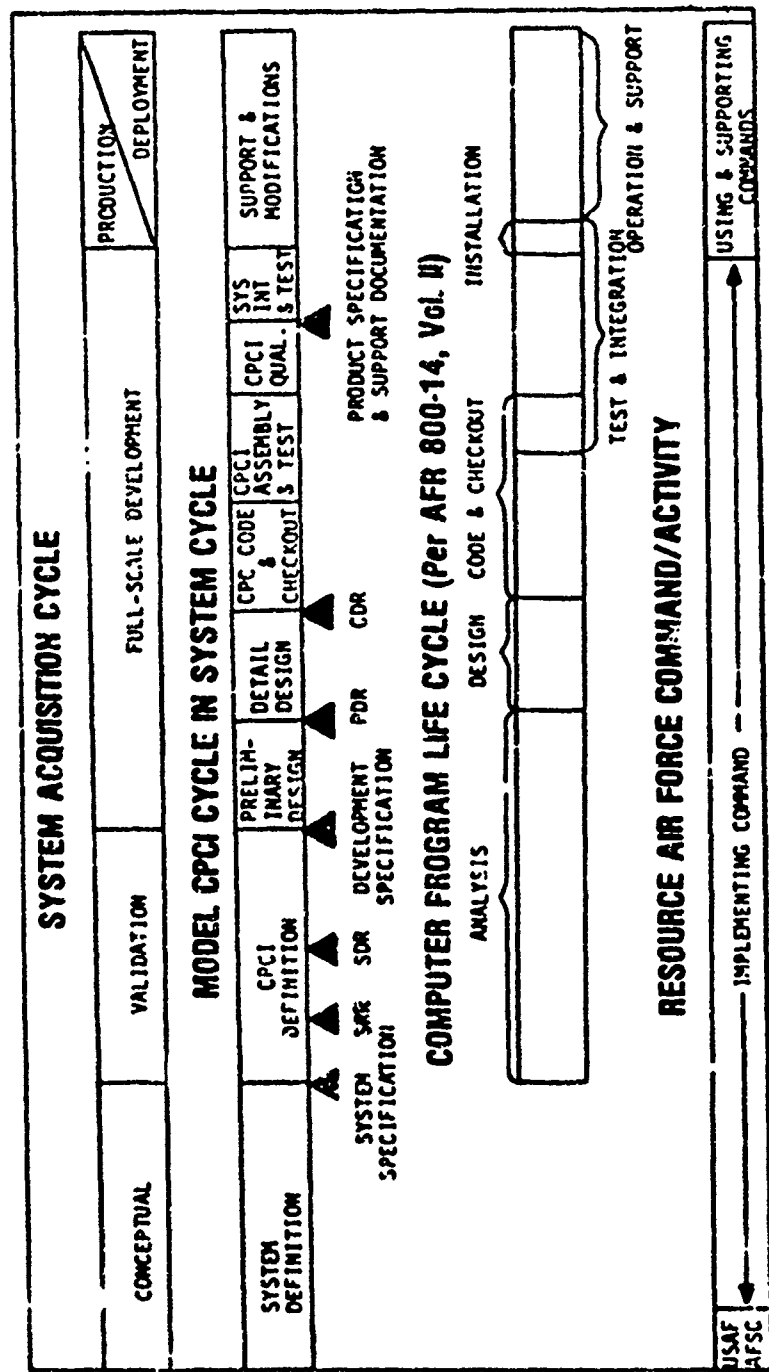 SYSTEM ACQUISITION CYCLE
CONCEPTUAL
VALIDATION
FULL-SCALE DEVELOPMENT
PRODUCTION
DEPLOYMENT
MODEL CPCI CYCLE IN SYSTEM CYCLE
SYSTEM
DEFINITION
CPCI
DEFINITION
PRELIM-
INARY
DESIGN
DETAIL
DESIGN
CPC CODE
&
CHECKOUT
CPCI
ASSEMBLY
& TEST
CPCI
QUAL.
SYS
INT
& TEST
SUPPORT &
MODIFICATIONS
SYSTEM
SPECIFICATION
SRR
SDR
DEVELOPMENT
SPECIFICATION
PDR
CDR
PRODUCT SPECIFICATION
& SUPPORT DOCUMENTATION
COMPUTER PROGRAM LIFE CYCLE (Per AFR 800-14, Vol. II)
ANALYSIS
DESIGN
CODE & CHECKOUT
INSTALLATION
TEST & INTEGRATION
OPERATION & SUPPORT
RESOURCE AIR FORCE COMMAND/ACTIVITY
USAF
AFSC
IMPLEMENTING COMMAND
USING & SUPPORTING
COMMANDS